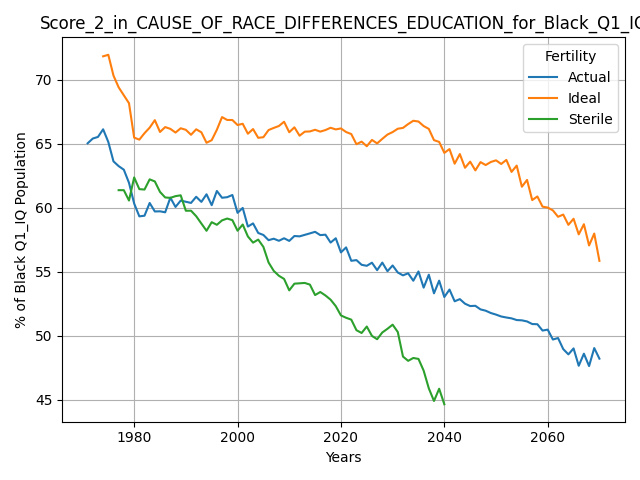 Score_2_in_CAUSE_OF_RACE_DIFFERENCES_EDUCATION_for_Black_Q1_IQ
Fertility
Actual
Ideal
Sterile
% of Black Q1_IQ Population
70
65
60
55
50
45
1980
2000
2020
2040
2060
Years